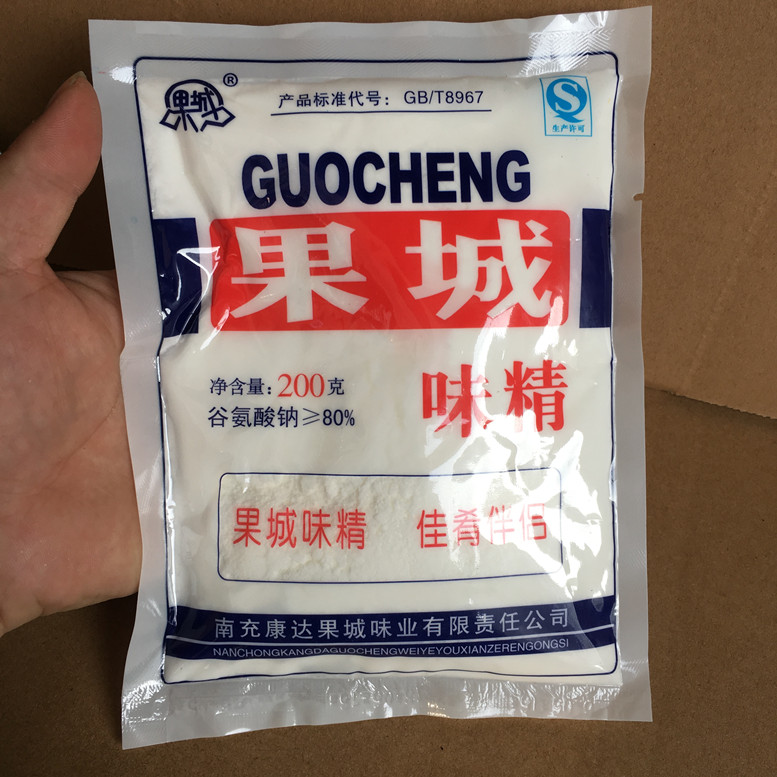 果城®
产品标准代号：GB/T8967
QS
生产许可
GUOCHENG
果城
净含量：200克
味精
谷氨酸钠≥80%
果城味精 佳肴伴侣
南充康达果城味业有限责任公司
NANCHONGKANGDAGUOCHENGWEIYEYOUXIANZERENGONGSI